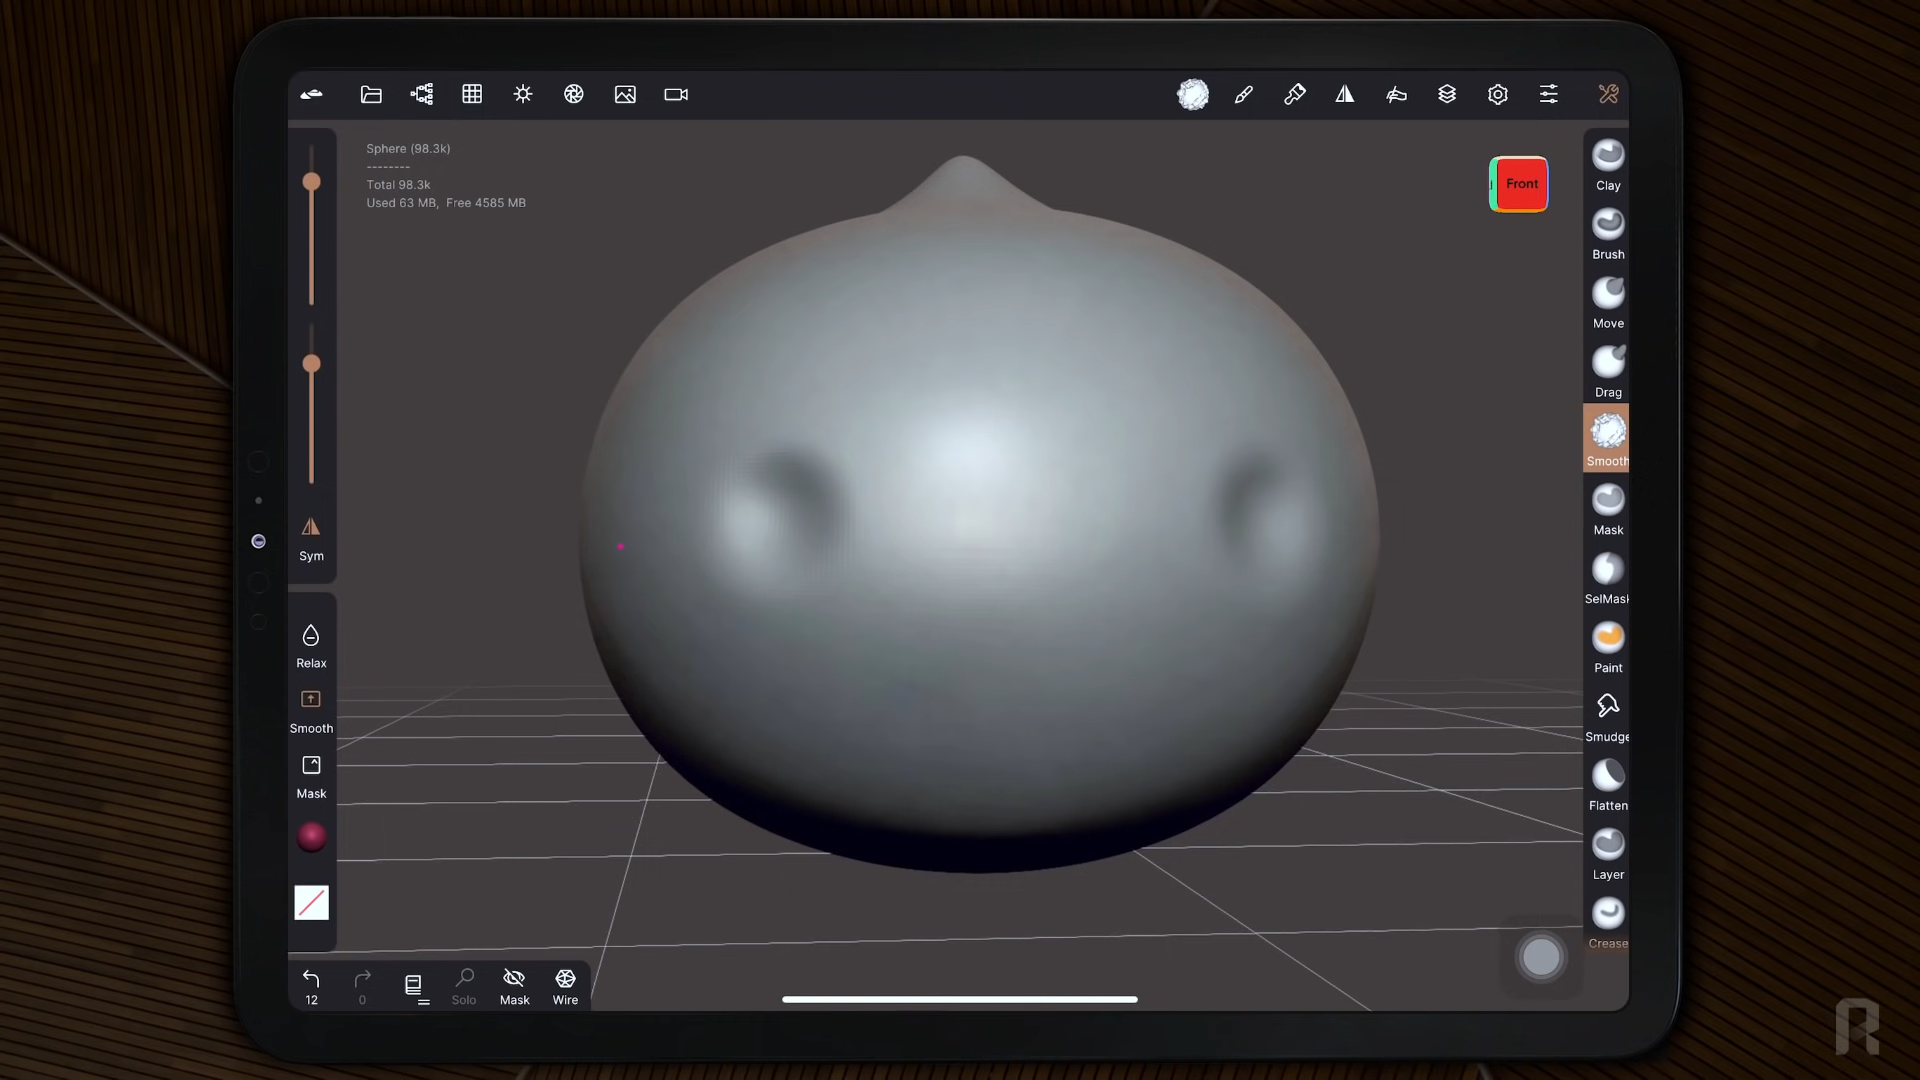 Sphere (98.3k)
--------
Total 98.3k
Used 63 MB, Free 4585 MB
Front
Sym
Relax
Smooth
Mask
12
0
Solo
Mask
Wire
Clay
Brush
Move
Drag
Smooth
Mask
SelMask
Paint
Smudge
Flatten
Layer
Crease